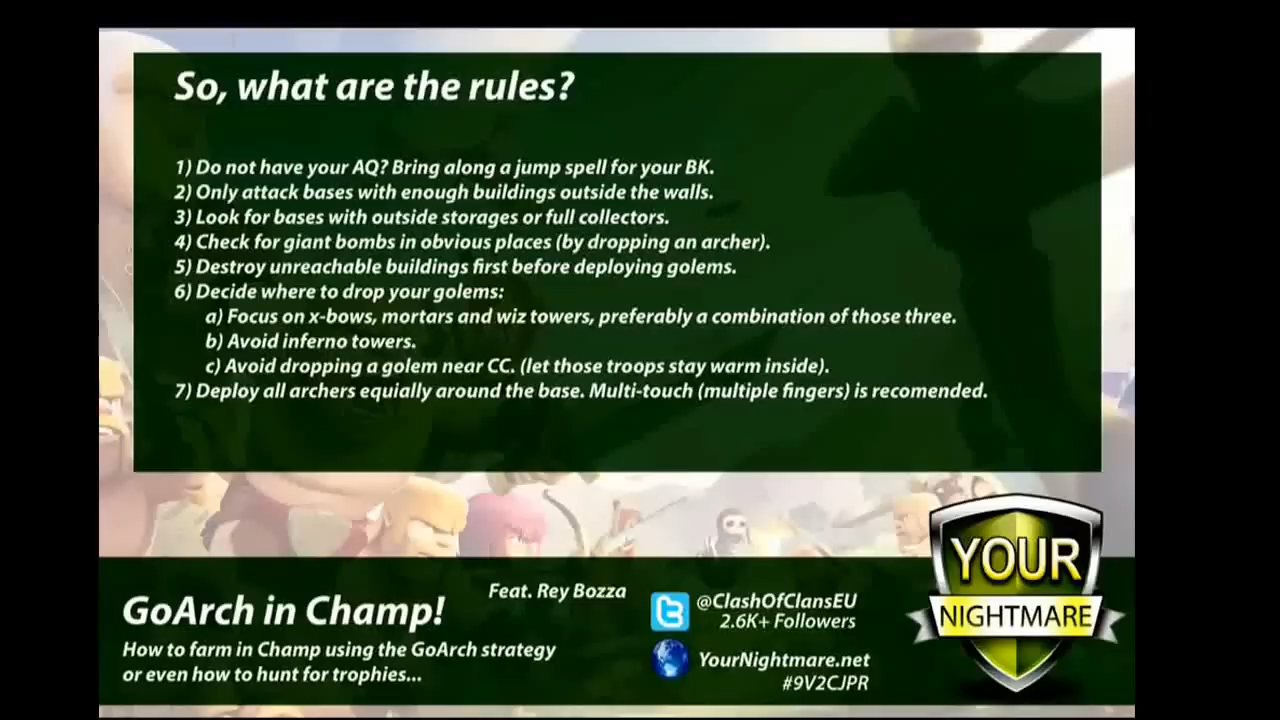 So, what are the rules?
1) Do not have your AQ? Bring along a jump spell for your BK.
2) Only attack bases with enough buildings outside the walls.
3) Look for bases with outside storages or full collectors.
4) Check for giant bombs in obvious places (by dropping an archer).
5) Destroy unreachable buildings first before deploying golems.
6) Decide where to drop your golems:
a) Focus on x-bows, mortars and wiz towers, preferably a combination of those three.
b) Avoid inferno towers.
c) Avoid dropping a golem near CC. (let those troops stay warm inside).
7) Deploy all archers equially around the base. Multi-touch (multiple fingers) is recomended.
GoArch in Champ!
Feat. Rey Bozza
How to farm in Champ using the GoArch strategy
or even how to hunt for trophies...
@ClashOfClansEU
2.6K+ Followers
YourNightmare.net
#9V2CJPR
YOUR
NIGHTMARE